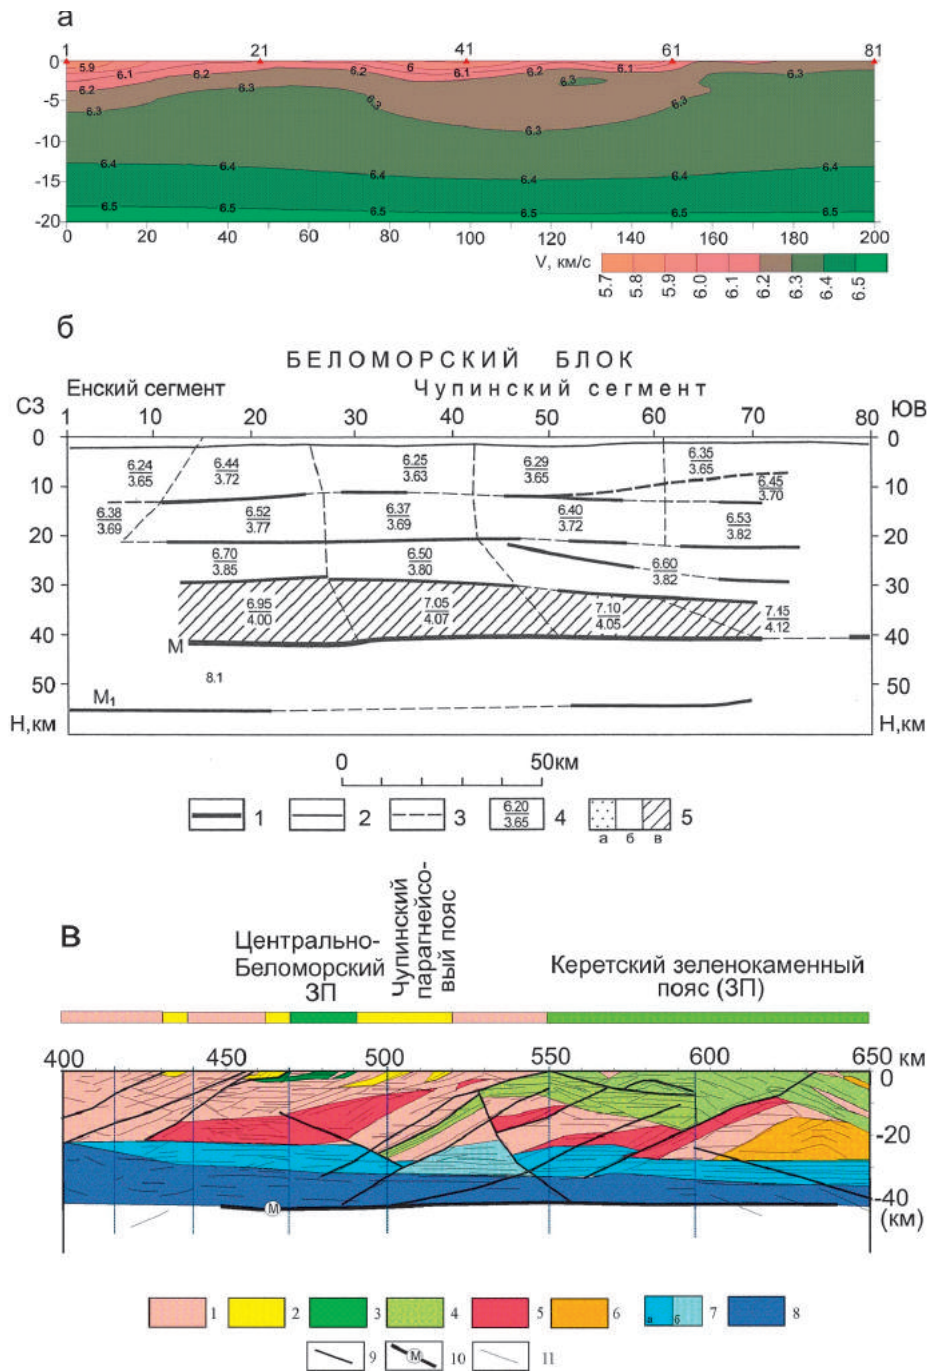 а
1 21 41 61 81
0
5.9 6.1 6.2 6 6.1 6.2 6.1 6.3
6.2 6.3 6.2 6.3
-5
6.3 6.3
-10 6.3
6.4 6.4 6.4 6.4 6.4
-15
6.5 6.5 6.5 6.5 6.5
-20
0 20 40 60 80 100 120 140 160 180 200
V, км/с
5.7 5.8 5.9 6.0 6.1 6.2 6.3 6.4 6.5
б
БЕЛОМОРСКИЙ БЛОК
Енский сегмент Чупинский сегмент
СЗ 1 10 20 30 40 50 60 70 80 ЮВ
0 0
6.24 6.44 6.25 6.29 6.35
3.65 3.72 3.63 3.65 3.65
10 6.45 10
3.70
6.38 6.52 6.37 6.40 6.53
3.69 3.77 3.69 3.72 3.82
20 20
6.70 6.50 6.60
3.85 3.80 3.82
30 30
6.95 7.05 7.10 7.15
4.00 4.07 4.05 4.12
40 40
М
8.1
50 50
М1
Н,км Н,км
0 50км
1 2 3 6.20 4 5
3.65
а б в
в
Центрально-
Беломорский
ЗП
Чупинский
парагнейсо-
вый пояс
Керетский зеленокаменный
пояс (ЗП)
400 450 500 550 600 650 км
0
-20
-40
(км)
М
1 2 3 4 5 6 а б 7 8
9 М 10 11